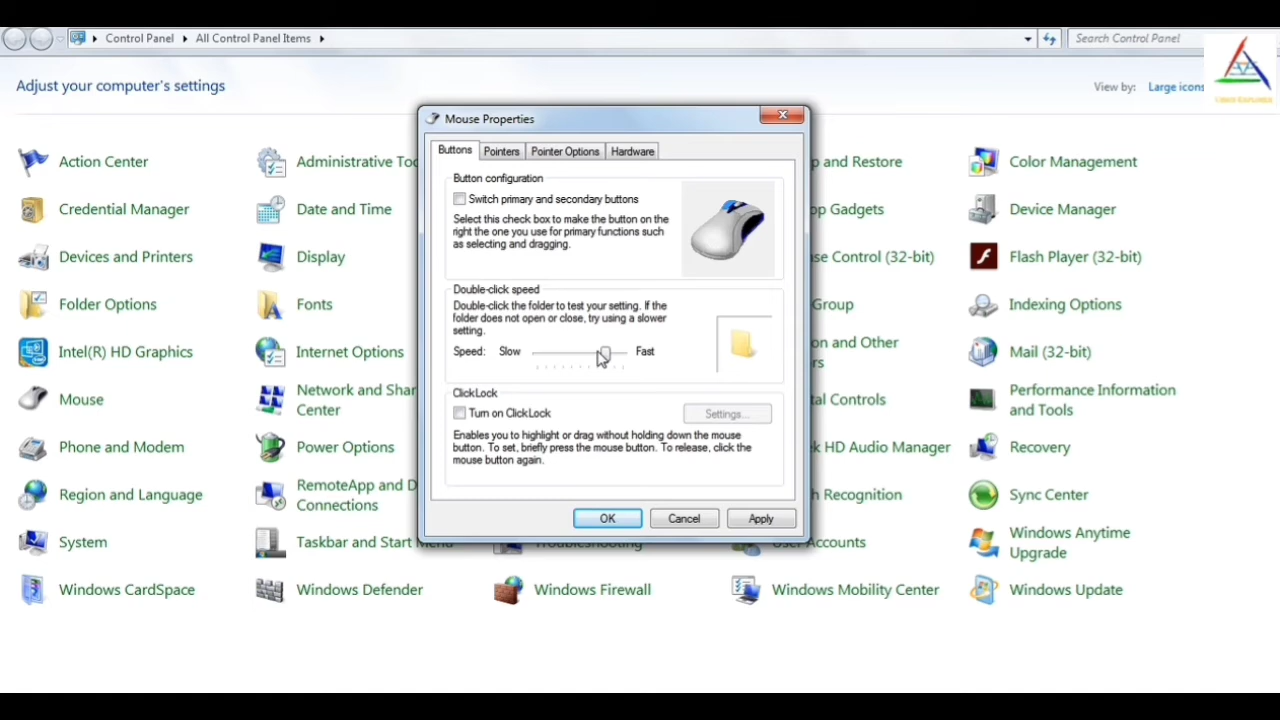 Control Panel
All Control Panel Items
Search Control Panel
Adjust your computer's settings
View by:
Large icons
Mouse Properties
Buttons
Pointers
Pointer Options
Hardware
Button configuration
Switch primary and secondary buttons
Select this check box to make the button on the
right the one you use for primary functions such
as selecting and dragging.
Double-click speed
Double-click the folder to test your setting. If the
folder does not open or close, try using a slower
setting.
Speed:
Slow
Fast
ClickLock
Turn on ClickLock
Settings...
Enables you to highlight or drag without holding down the mouse
button. To set, briefly press the mouse button. To release, click the
mouse button again.
OK
Cancel
Apply
Action Center
Administrative
p and Restore
Color Management
Credential Manager
Date and Time
Gadgets
Device Manager
Devices and Printers
Display
Control (32-bit)
Flash Player (32-bit)
Folder Options
Fonts
Group
Indexing Options
Intel(R) HD Graphics
Internet Options
and Other
Mail (32-bit)
Mouse
Network and
Center
Controls
Performance Information
and Tools
Phone and Modem
Power Options
HD Audio Manager
Recovery
Region and Language
RemoteApp and
Connections
Recognition
Sync Center
System
Taskbar and Start Menu
Troubleshooting
User Accounts
Windows Anytime
Upgrade
Windows CardSpace
Windows Defender
Windows Firewall
Windows Mobility Center
Windows Update